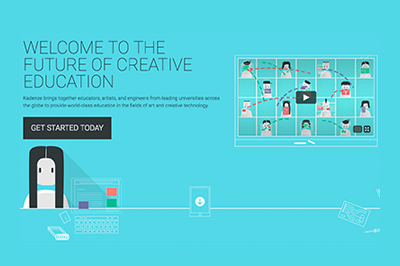 WELCOME TO THE
FUTURE OF CREATIVE
EDUCATION
Kadenze brings together educators, artists, and engineers from leading universities across
the globe to provide world-class education in the fields of art and creative technology.
GET STARTED TODAY